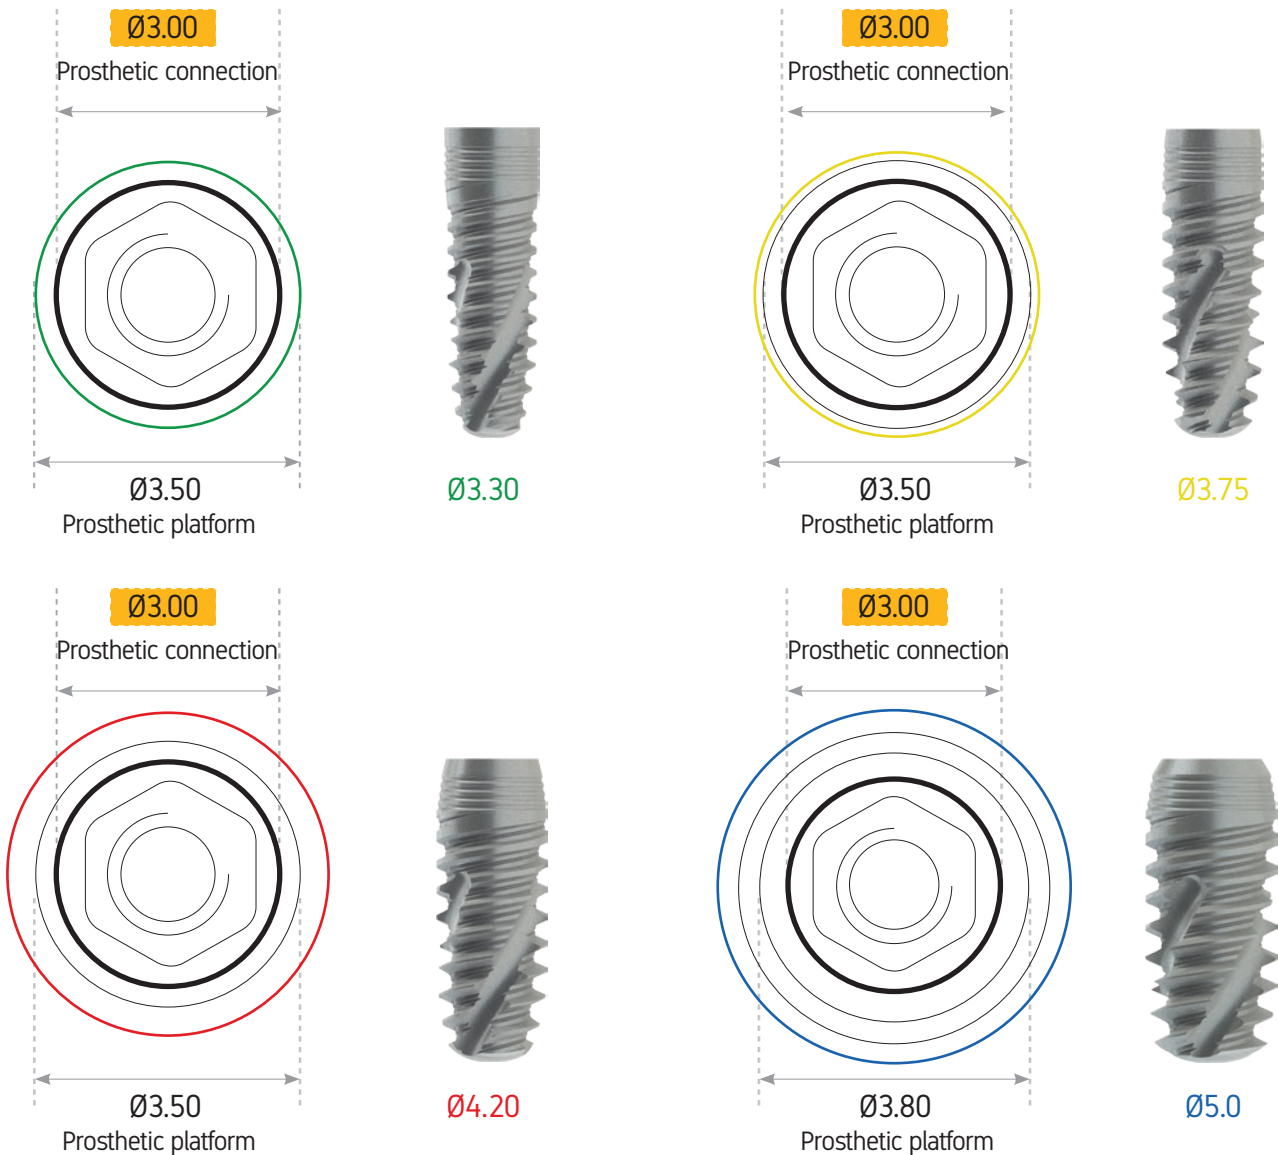 Ø3.00
Prosthetic connection
Ø3.50
Prosthetic platform
Ø3.30
Ø3.00
Prosthetic connection
Ø3.50
Prosthetic platform
Ø3.75
Ø3.00
Prosthetic connection
Ø3.50
Prosthetic platform
Ø4.20
Ø3.00
Prosthetic connection
Ø3.80
Prosthetic platform
Ø5.0